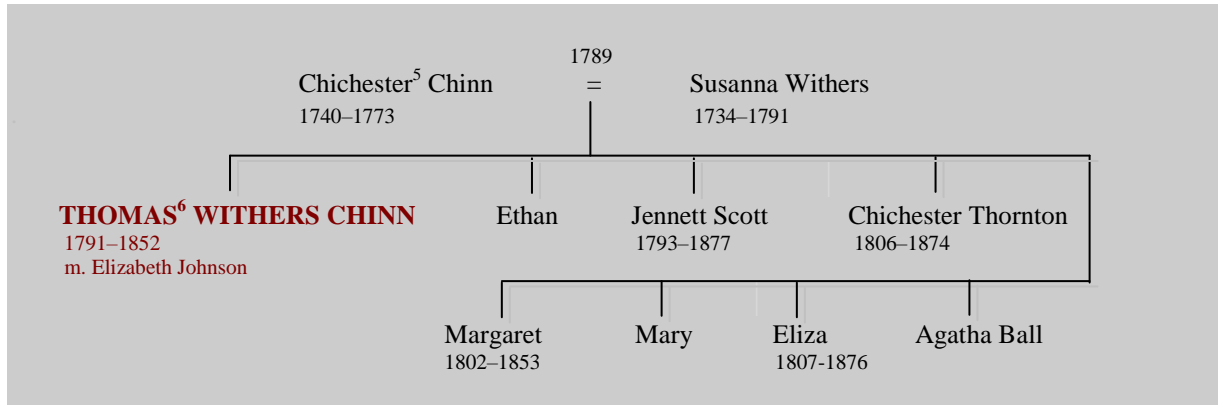 1789
Chichester⁵ Chinn = Susanna Withers
1740–1773 1734–1791
THOMAS⁶ WITHERS CHINN Ethan Jennett Scott Chichester Thornton
1791–1852 1793–1877 1806–1874
m. Elizabeth Johnson
Margaret Mary Eliza Agatha Ball
1802–1853 1807-1876